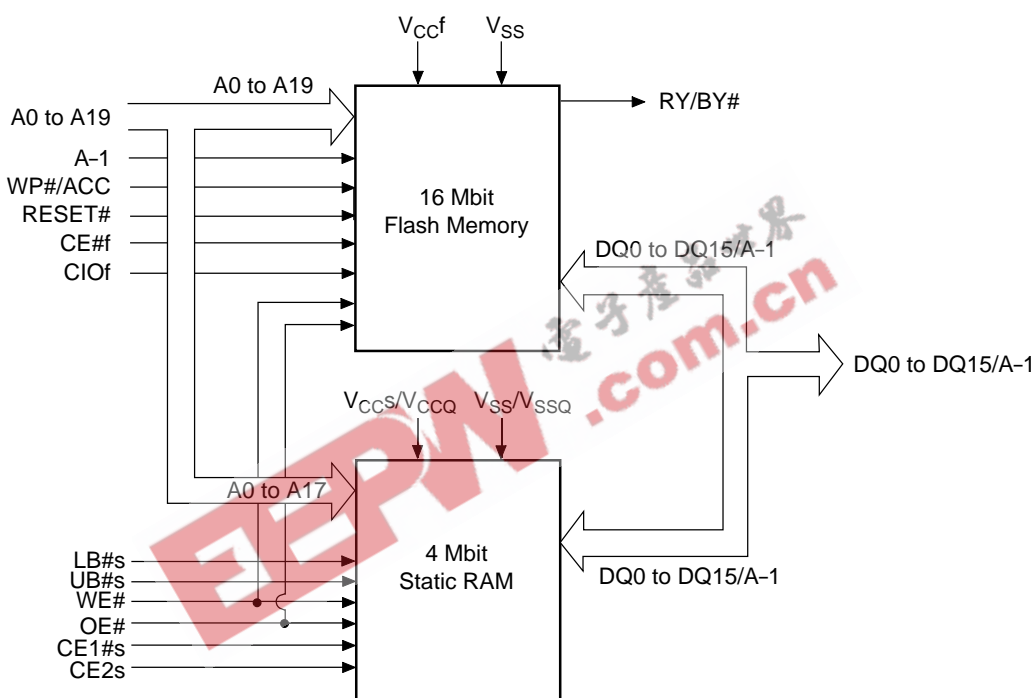 VCCf
VSS
A0 to A19
A0 to A19
RY/BY#
A–1
WP#/ACC
RESET#
CE#f
CIOf
16 Mbit
Flash Memory
DQ0 to DQ15/A–1
電子產品世界
DQ0 to DQ15/A–1
VCCs/VCCQ
VSS/VSSQ
EEPW.com.cn
A0 to A17
LB#s
UB#s
WE#
OE#
CE1#s
CE2s
4 Mbit
Static RAM
DQ0 to DQ15/A–1